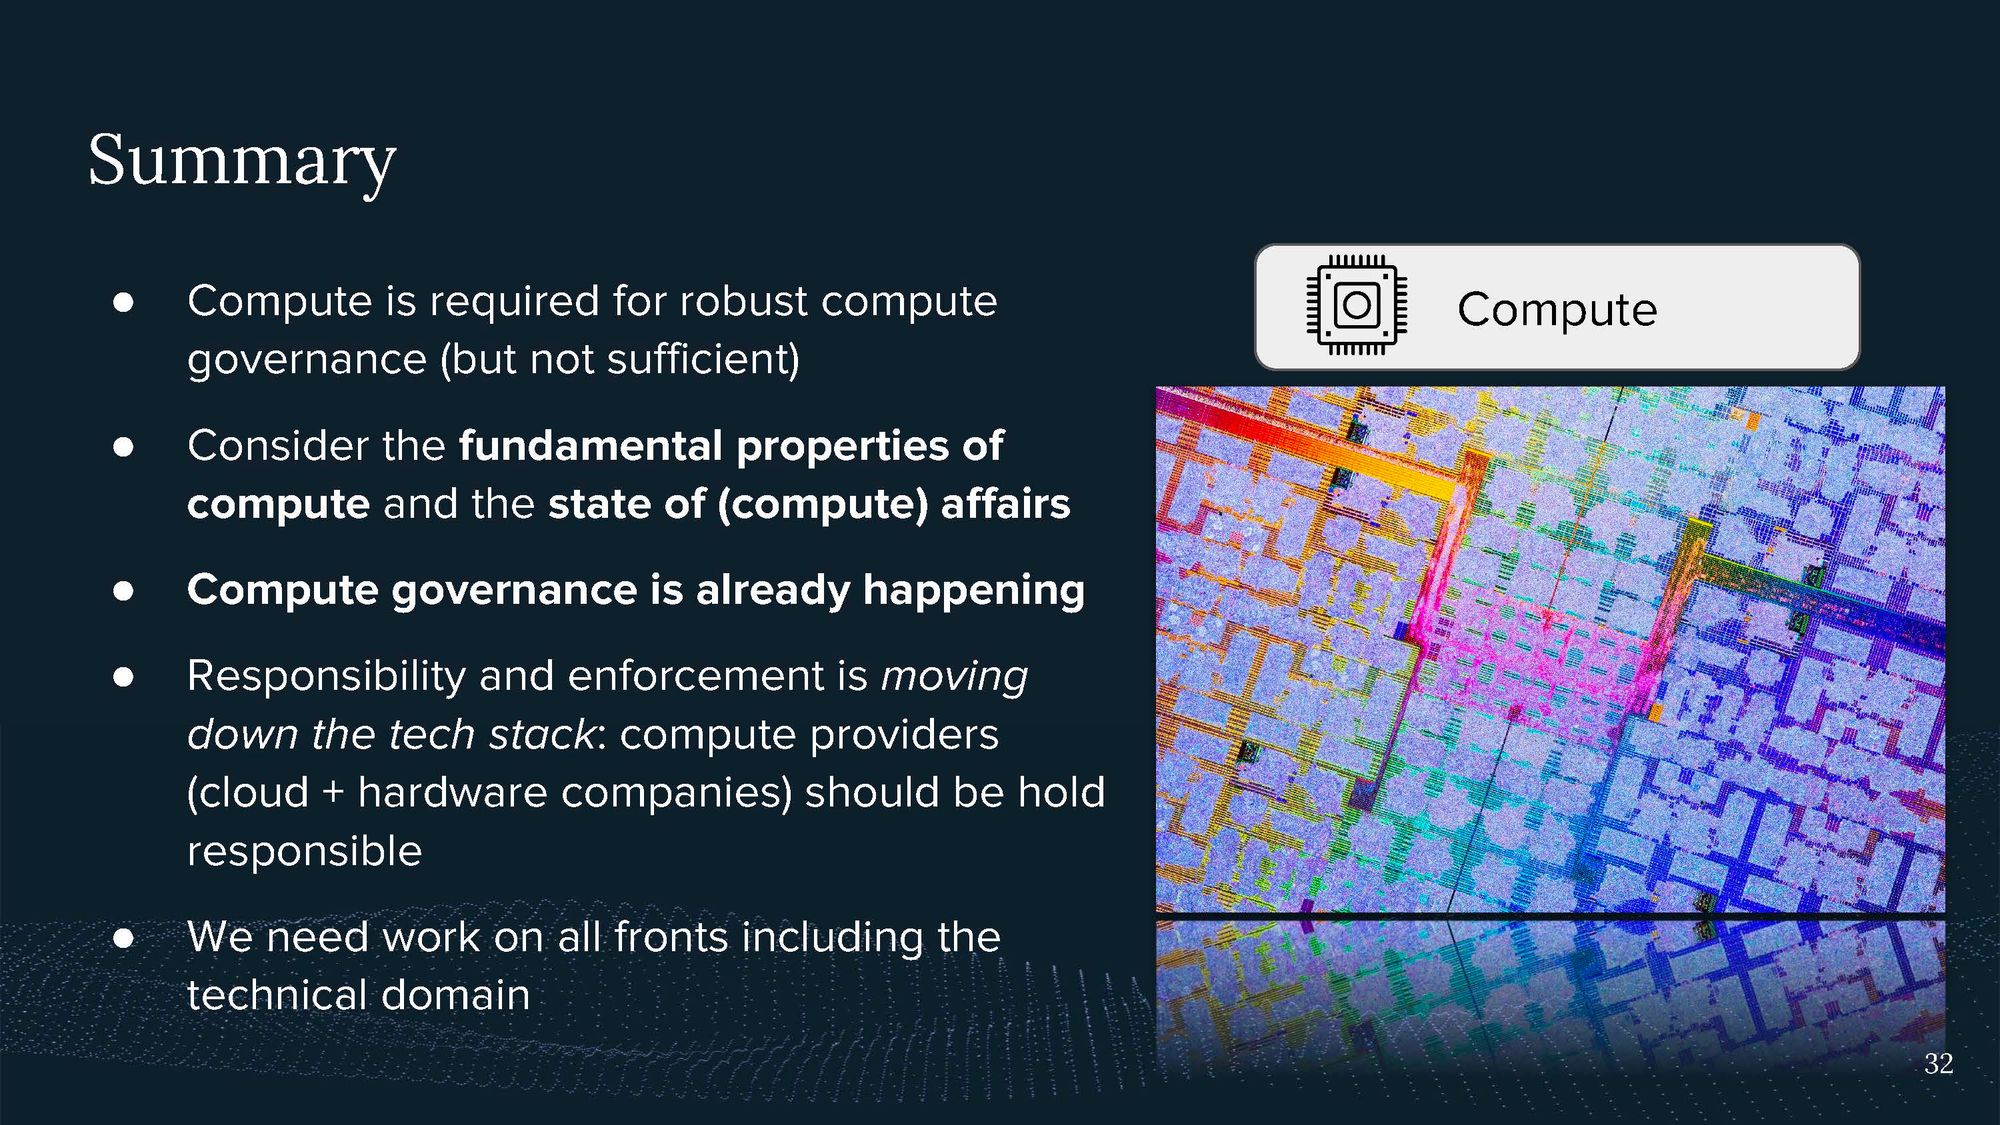 Summary
● Compute is required for robust compute
governance (but not sufficient)
● Consider the fundamental properties of
compute and the state of (compute) affairs
● Compute governance is already happening
● Responsibility and enforcement is moving
down the tech stack: compute providers
(cloud + hardware companies) should be hold
responsible
● We need work on all fronts including the
technical domain
Compute
32